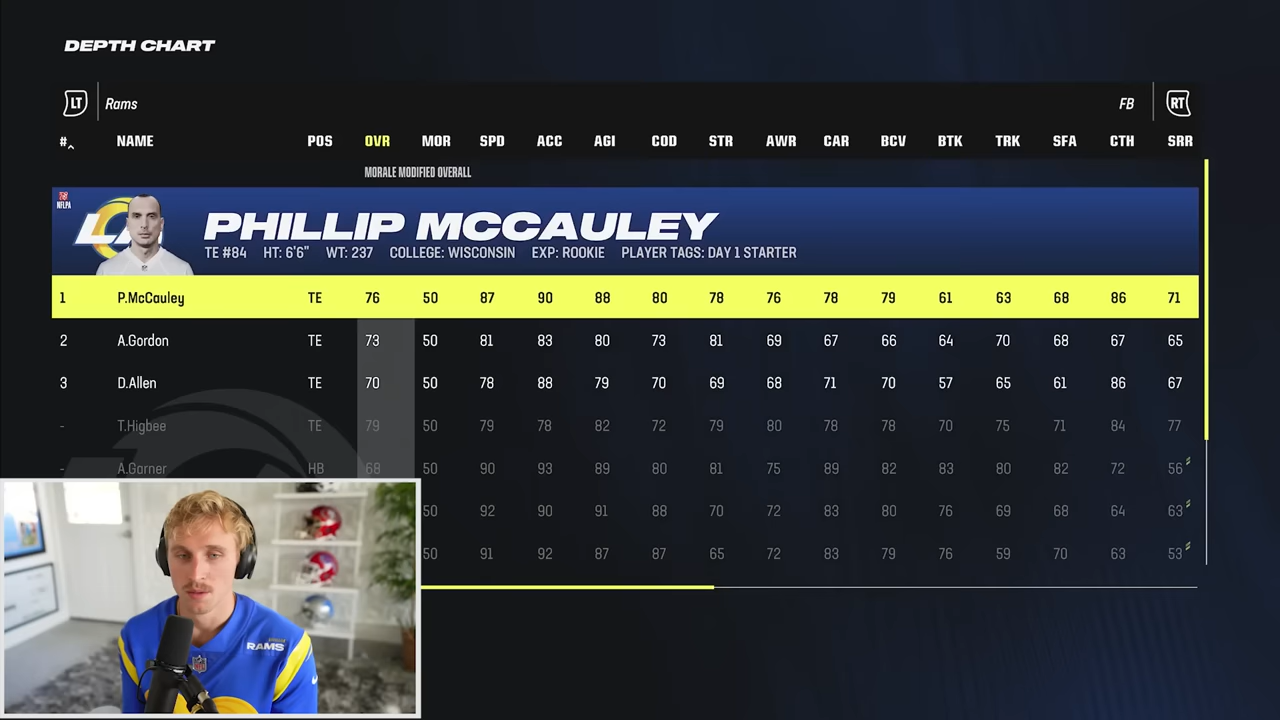 DEPTH CHART
LT Rams FB RT
# NAME POS OVR MOR SPD ACC AGI COD STR AWR CAR BCV BTK TRK SFA CTH SRR
MORALE MODIFIED OVERALL
NFLPA
LA
PHILLIP MCCAULEY
TE #84 HT: 6'6" WT: 237 COLLEGE: WISCONSIN EXP: ROOKIE PLAYER TAGS: DAY 1 STARTER
1 P.McCauley TE 76 50 87 90 88 80 78 76 78 79 61 63 68 86 71
2 A.Gordon TE 73 50 81 83 80 73 81 69 67 66 64 70 68 67 65
3 D.Allen TE 70 50 78 88 79 70 69 68 71 70 57 65 61 86 67
- T.Higbee TE 79 50 79 78 82 72 79 80 78 78 70 75 71 84 77
- A.Garner HB 68 50 90 93 89 80 81 75 89 82 83 80 82 72 56
50 92 90 91 88 70 72 83 80 76 69 68 64 63
50 91 92 87 87 65 72 83 79 76 59 70 63 53
RAMS
NFL